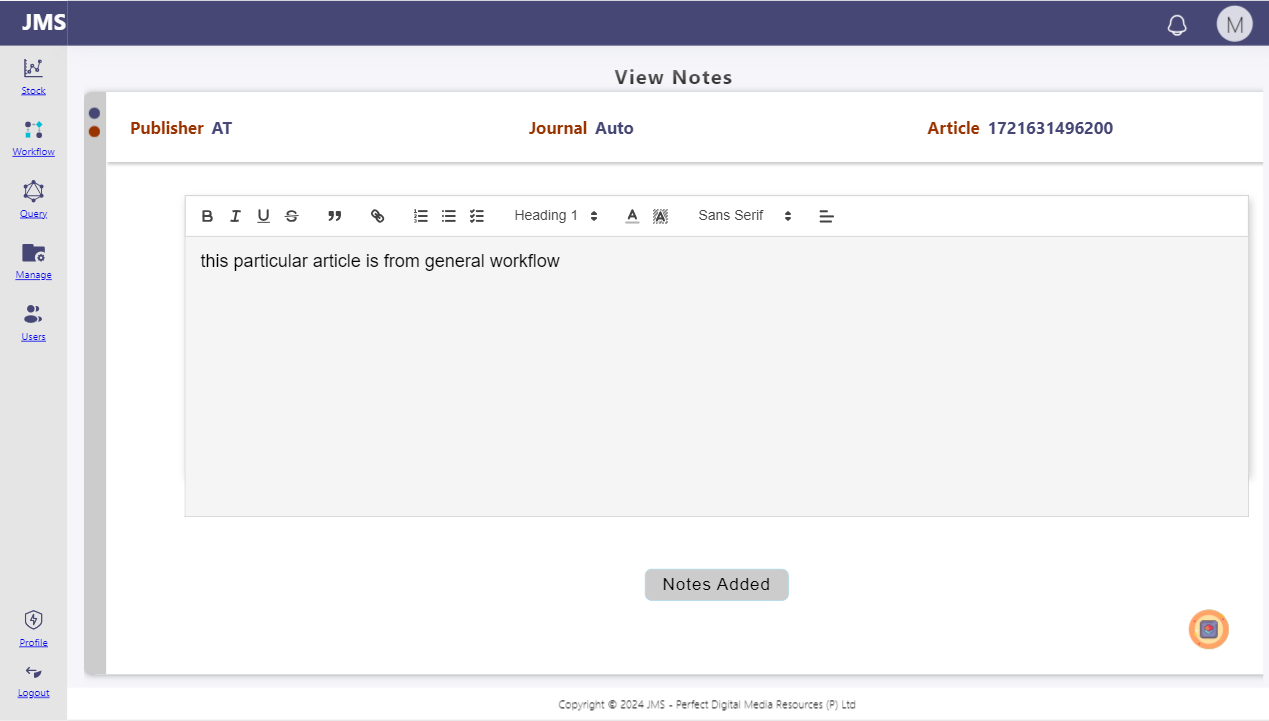 JMS
M
Stock
Workflow
Query
Manage
Users
Profile
Logout
View Notes
Publisher AT
Journal Auto
Article 1721631496200
B I U S Heading 1 A A Sans Serif
this particular article is from general workflow
Notes Added
Copyright © 2024 JMS - Perfect Digital Media Resources (P) Ltd